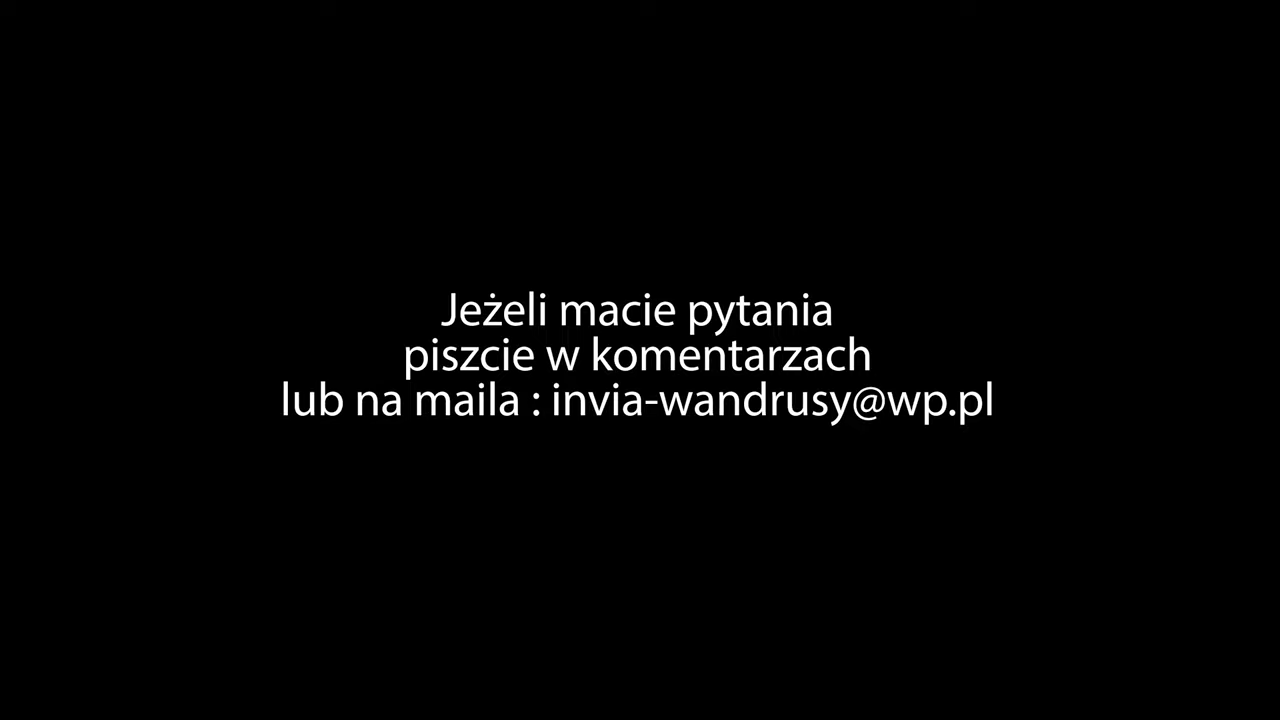 Jeżeli macie pytania
piszcie w komentarzach
lub na maila : invia-wandrusy@wp.pl